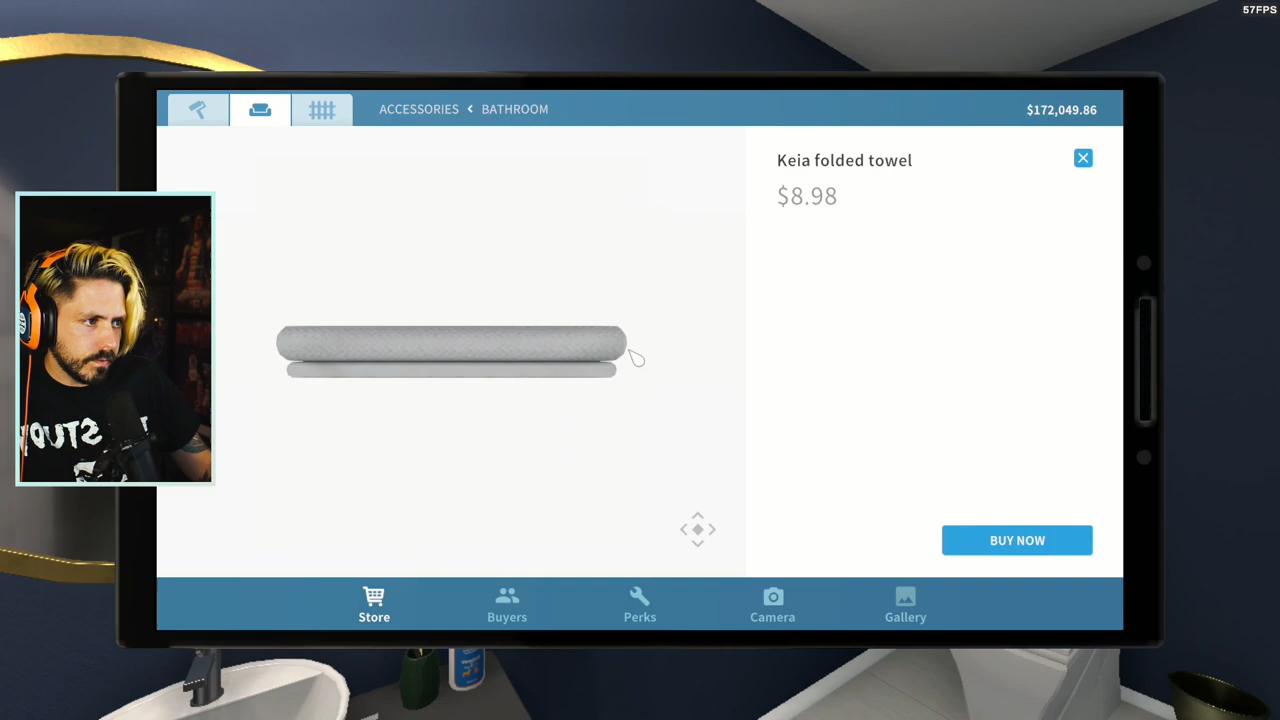 57FPS
ACCESSORIES < BATHROOM
$172,049.86
Keia folded towel
$8.98
BUY NOW
Store
Buyers
Perks
Camera
Gallery